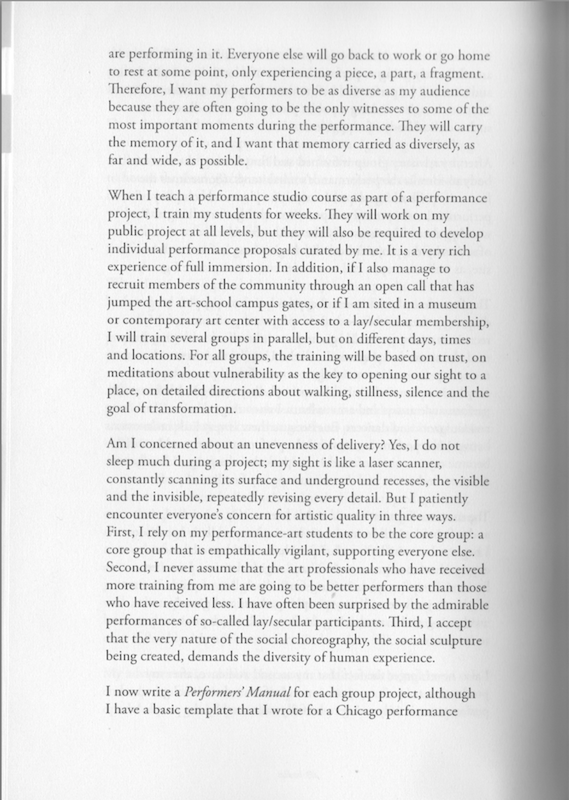 are performing in it. Everyone else will go back to work or go home
to rest at some point, only experiencing a piece, a part, a fragment.
Therefore, I want my performers to be as diverse as my audience
because they are often going to be the only witnesses to some of the
most important moments during the performance. They will carry
the memory of it, and I want that memory carried as diversely, as
far and wide, as possible.
When I teach a performance studio course as part of a performance
project, I train my students for weeks. They will work on my
public project at all levels, but they will also be required to develop
individual performance proposals curated by me. It is a very rich
experience of full immersion. In addition, if I also manage to
recruit members of the community through an open call that has
jumped the art-school campus gates, or if I am sited in a museum
or contemporary art center with access to a lay/secular membership,
I will train several groups in parallel, but on different days, times
and locations. For all groups, the training will be based on trust, on
meditations about vulnerability as the key to opening our sight to a
place, on detailed directions about walking, stillness, silence and the
goal of transformation.
Am I concerned about an unevenness of delivery? Yes, I do not
sleep much during a project; my sight is like a laser scanner,
constantly scanning its surface and underground recesses, the visible
and the invisible, repeatedly revising every detail. But I patiently
encounter everyone's concern for artistic quality in three ways.
First, I rely on my performance-art students to be the core group: a
core group that is empathically vigilant, supporting everyone else.
Second, I never assume that the art professionals who have received
more training from me are going to be better performers than those
who have received less. I have often been surprised by the admirable
performances of so-called lay/secular participants. Third, I accept
that the very nature of the social choreography, the social sculpture
being created, demands the diversity of human experience.
I now write a Performers' Manual for each group project, although
I have a basic template that I wrote for a Chicago performance